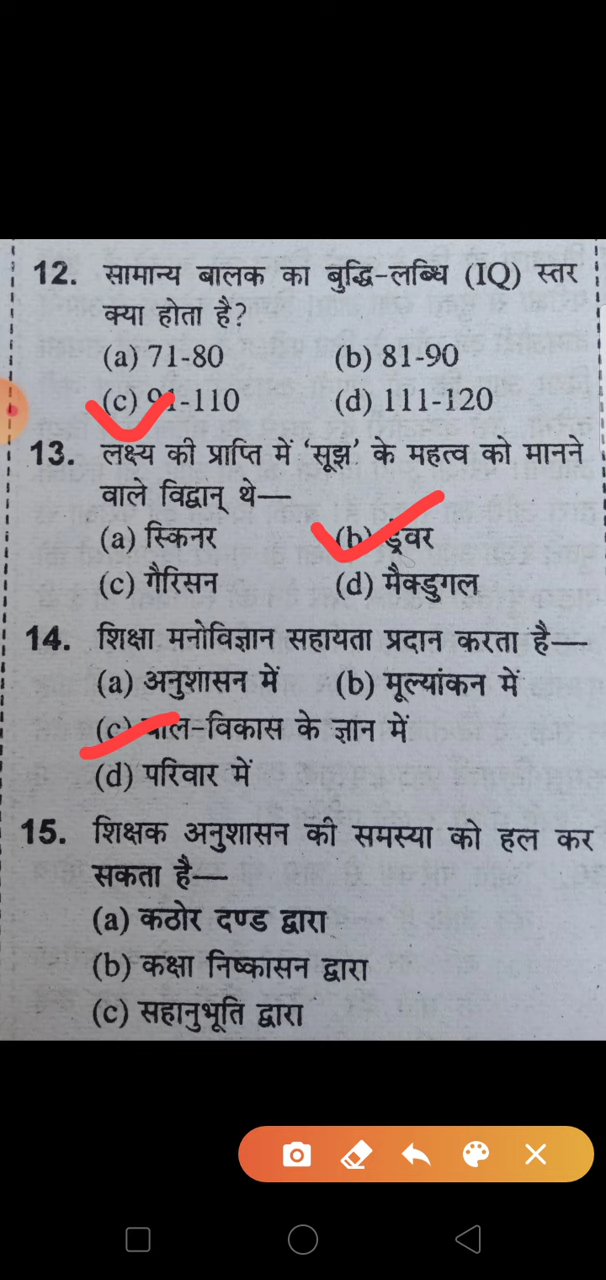 12. सामान्य बालक का बुद्धि-लब्धि (IQ) स्तर
क्या होता है?
(a) 71-80 (b) 81-90
(c) 91-110 (d) 111-120
13. लक्ष्य की प्राप्ति में ‘सूझ’ के महत्व को मानने
वाले विद्वान् थे—
(a) स्किनर (b) ड्रेवर
(c) गैरिसन (d) मैक्डुगल
14. शिक्षा मनोविज्ञान सहायता प्रदान करता है—
(a) अनुशासन में (b) मूल्यांकन में
(c) बाल-विकास के ज्ञान में
(d) परिवार में
15. शिक्षक अनुशासन की समस्या को हल कर
सकता है—
(a) कठोर दण्ड द्वारा
(b) कक्षा निष्कासन द्वारा
(c) सहानुभूति द्वारा